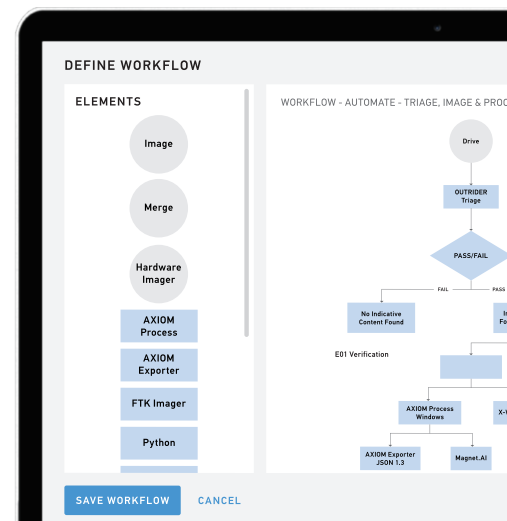 DEFINE WORKFLOW
ELEMENTS
Image
Merge
Hardware
Imager
AXIOM
Process
AXIOM
Exporter
FTK Imager
Python
WORKFLOW - AUTOMATE - TRIAGE, IMAGE & PROC
Drive
OUTRIDER
Triage
PASS/FAIL
FAIL
PASS
No Indicative
Content Found
E01 Verification
AXIOM Process
Windows
AXIOM Exporter
JSON 1.3
Magnet.AI
SAVE WORKFLOW
CANCEL